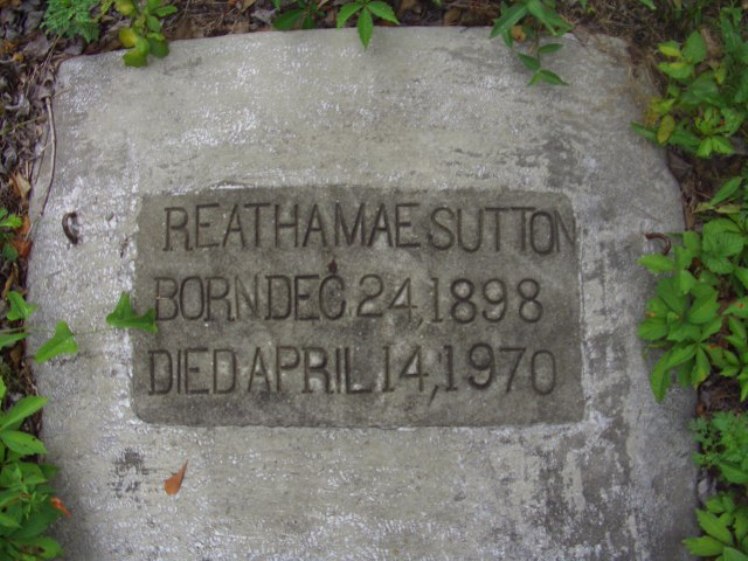 REATHA MAE SUTTON
BORN DEC. 24, 1898
DIED APRIL 14, 1970